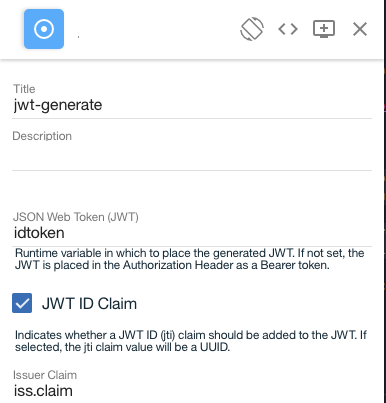 Title
jwt-generate
Description
JSON Web Token (JWT)
idtoken
Runtime variable in which to place the generated JWT. If not set, the
JWT is placed in the Authorization Header as a Bearer token.
JWT ID Claim
Indicates whether a JWT ID (jti) claim should be added to the JWT. If
selected, the jti claim value will be a UUID.
Issuer Claim
iss.claim